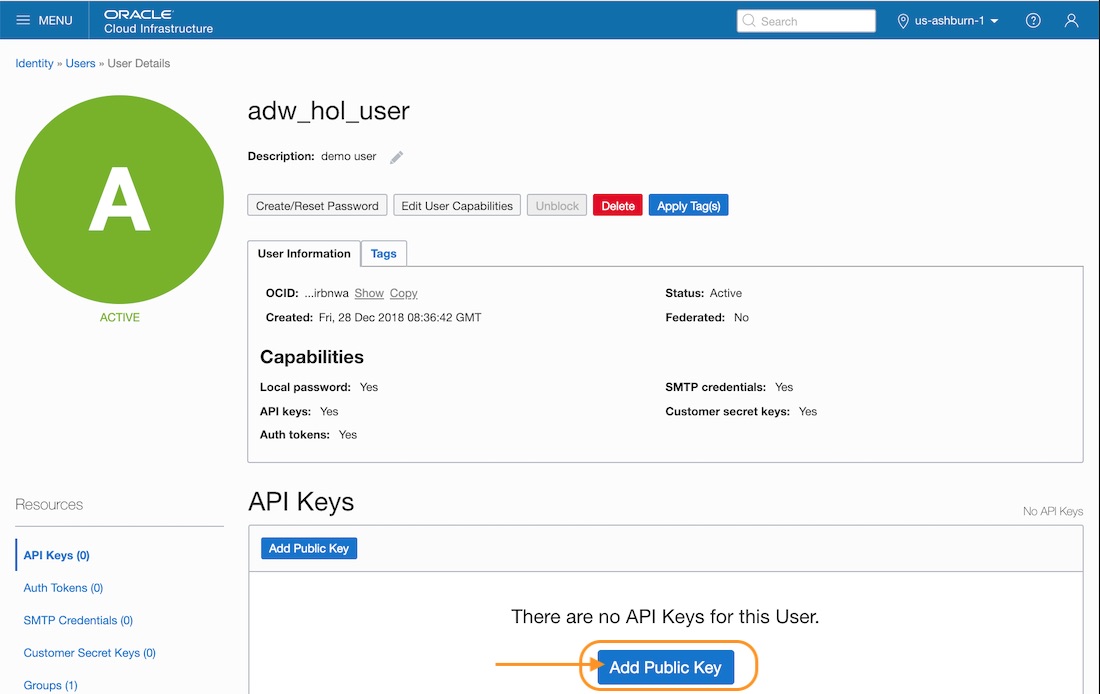 MENU
ORACLE
Cloud Infrastructure
Search
us-ashburn-1
?
Identity » Users » User Details
A
ACTIVE
adw_hol_user
Description: demo user
Create/Reset Password
Edit User Capabilities
Unblock
Delete
Apply Tag(s)
User Information
Tags
OCID: ...irbnwa Show Copy
Status: Active
Created: Fri, 28 Dec 2018 08:36:42 GMT
Federated: No
Capabilities
Local password: Yes
SMTP credentials: Yes
API keys: Yes
Customer secret keys: Yes
Auth tokens: Yes
Resources
API Keys (0)
Auth Tokens (0)
SMTP Credentials (0)
Customer Secret Keys (0)
Groups (1)
API Keys
No API Keys
Add Public Key
There are no API Keys for this User.
Add Public Key